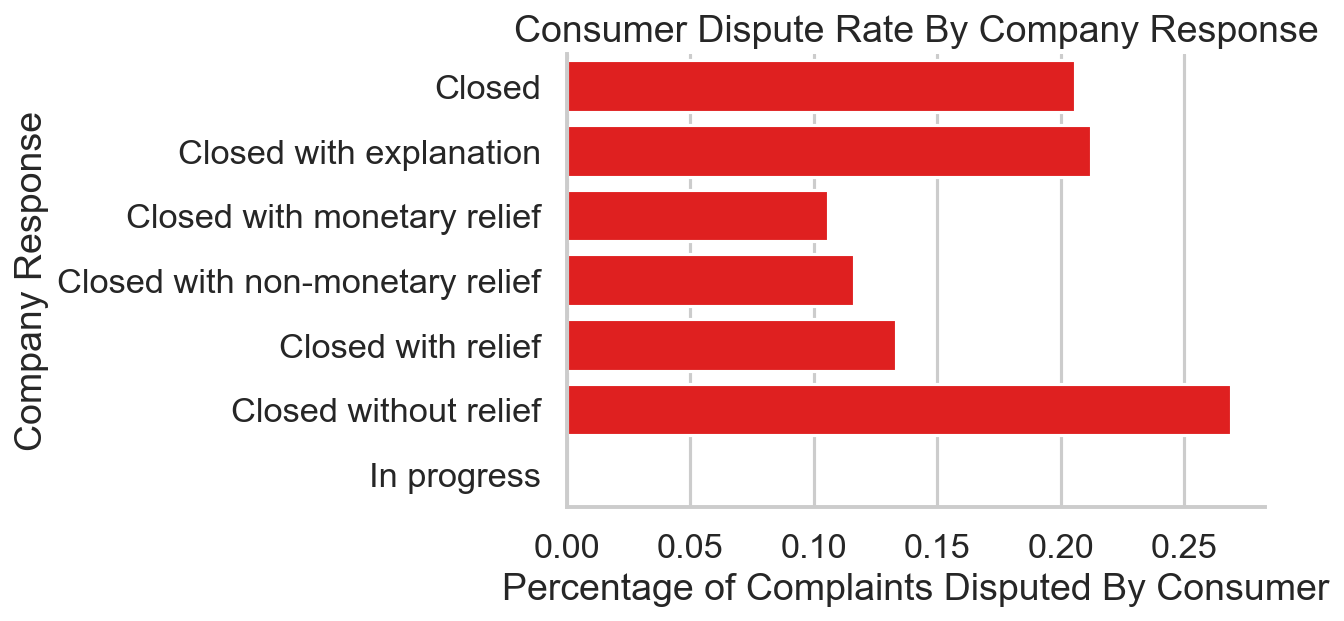 Consumer Dispute Rate By Company Response
Company Response
Closed
Closed with explanation
Closed with monetary relief
Closed with non-monetary relief
Closed with relief
Closed without relief
In progress
0.00 0.05 0.10 0.15 0.20 0.25
Percentage of Complaints Disputed By Consumer